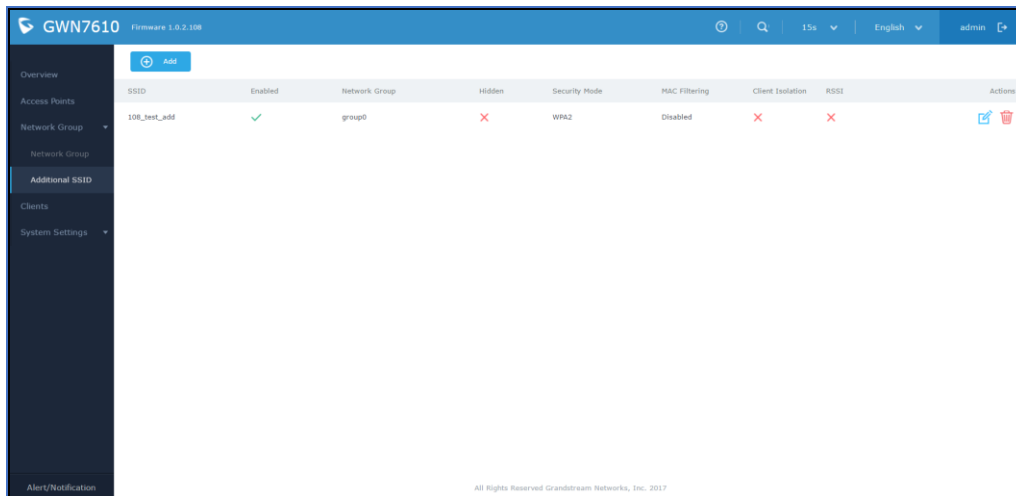 GWN7610 Firmware 1.0.2.108 15s English admin
Add
Overview
Access Points
Network Group
Network Group
Additional SSID
Clients
System Settings
Alert/Notification
SSID Enabled Network Group Hidden Security Mode MAC Filtering Client Isolation RSSI Actions
108_test_add group0 WPA2 Disabled
All Rights Reserved Grandstream Networks, Inc. 2017